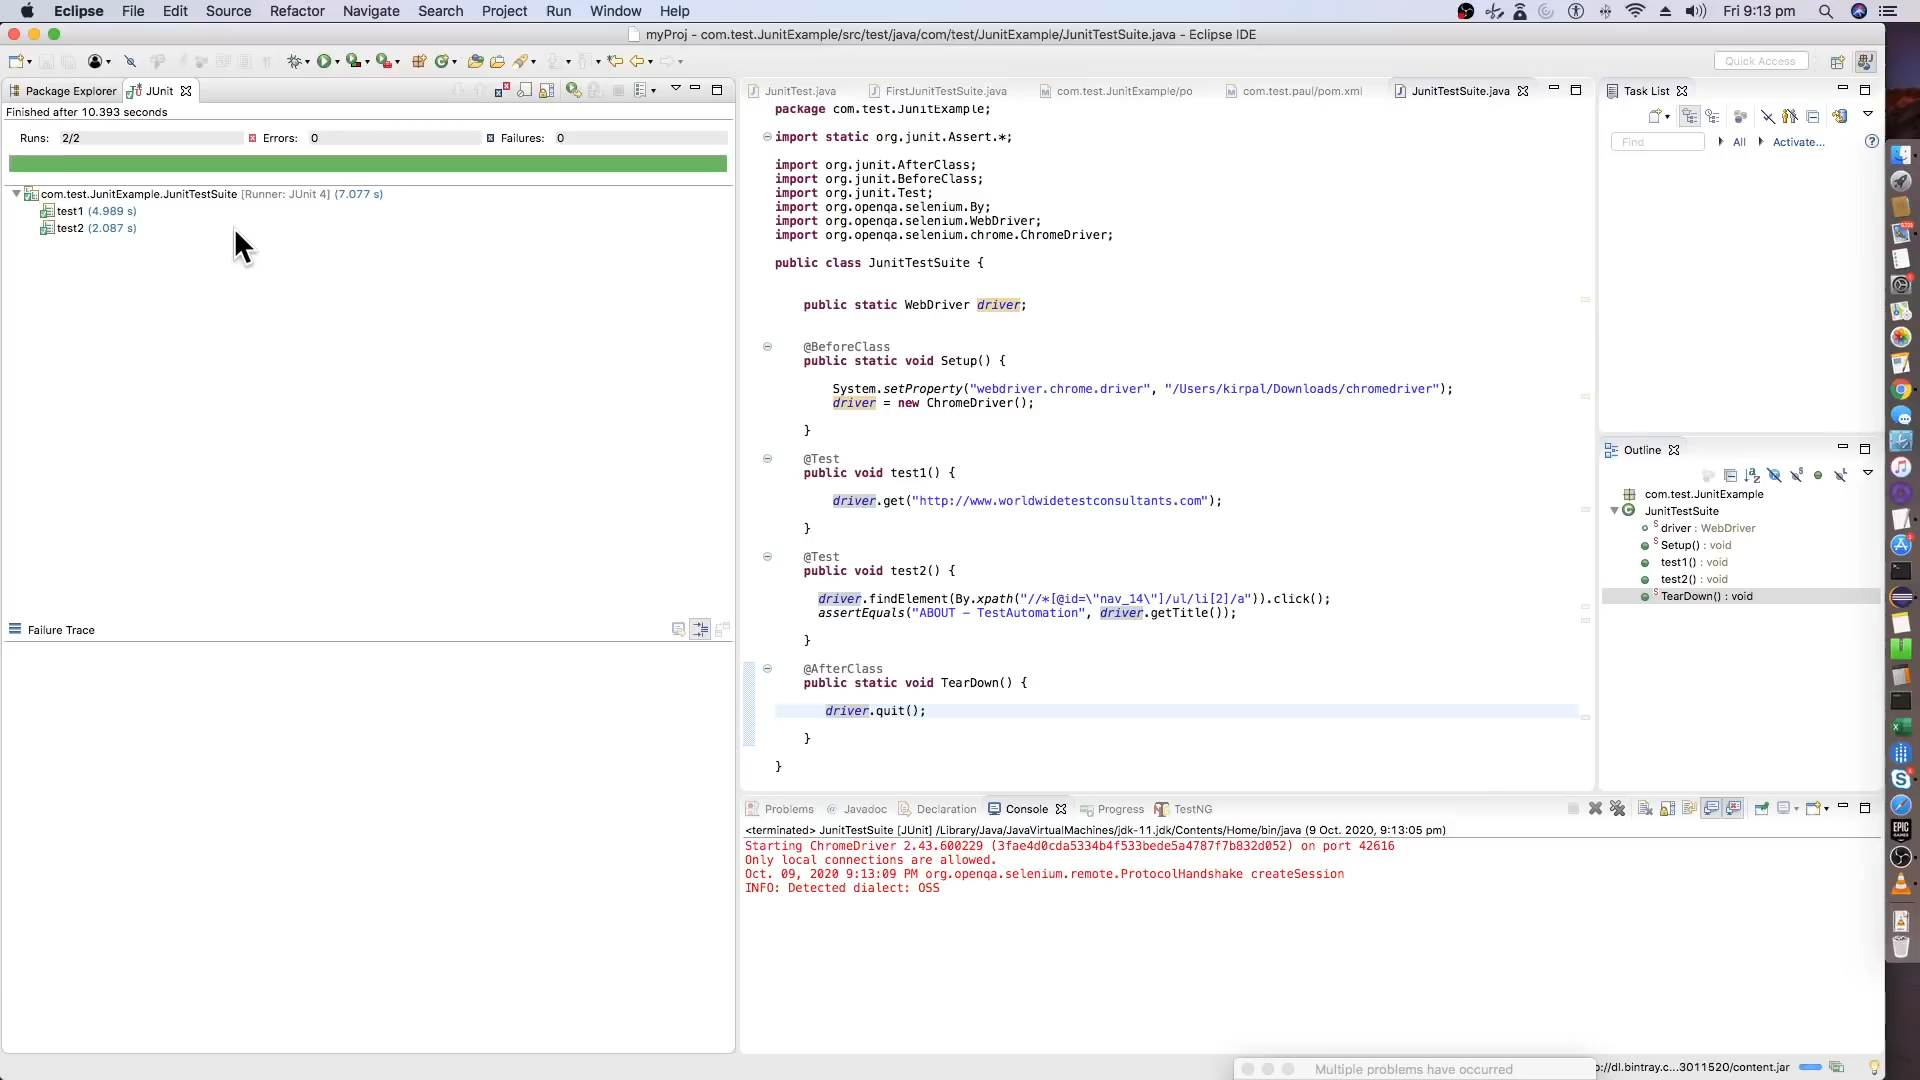 Eclipse File Edit Source Refactor Navigate Search Project Run Window Help Fri 9:13 pm
myProj - com.test.JunitExample/src/test/java/com/test/JunitExample/JunitTestSuite.java - Eclipse IDE
Quick Access
Package Explorer JUnit
Finished after 10.393 seconds
Runs: 2/2 Errors: 0 Failures: 0
com.test.JunitExample.JunitTestSuite [Runner: JUnit 4] (7.077 s)
test1 (4.989 s)
test2 (2.087 s)
Failure Trace
JunitTest.java FIrstJunitTestSuite.java com.test.JunitExample/po com.test.paul/pom.xml JunitTestSuite.java
package com.test.JunitExample;
import static org.junit.Assert.*;
import org.junit.AfterClass;
import org.junit.BeforeClass;
import org.junit.Test;
import org.openqa.selenium.By;
import org.openqa.selenium.WebDriver;
import org.openqa.selenium.chrome.ChromeDriver;
public class JunitTestSuite {
public static WebDriver driver;
@BeforeClass
public static void Setup() {
System.setProperty("webdriver.chrome.driver", "/Users/kirpal/Downloads/chromedriver");
driver = new ChromeDriver();
}
@Test
public void test1() {
driver.get("http://www.worldwidetestconsultants.com");
}
@Test
public void test2() {
driver.findElement(By.xpath("//*[@id=\"nav_14\"]/ul/li[2]/a")).click();
assertEquals("ABOUT - TestAutomation", driver.getTitle());
}
@AfterClass
public static void TearDown() {
driver.quit();
}
}
Task List
Find All Activate...
Outline
com.test.JunitExample
JunitTestSuite
driver : WebDriver
Setup() : void
test1() : void
test2() : void
TearDown() : void
Problems Javadoc Declaration Console Progress TestNG
<terminated> JunitTestSuite [JUnit] /Library/Java/JavaVirtualMachines/jdk-11.jdk/Contents/Home/bin/java (9 Oct. 2020, 9:13:05 pm)
Starting ChromeDriver 2.43.600229 (3fae4d0cda5334b4f533bede5a4787f7b832d052) on port 42616
Only local connections are allowed.
Oct. 09, 2020 9:13:09 PM org.openqa.selenium.remote.ProtocolHandshake createSession
INFO: Detected dialect: OSS
Multiple problems have occurred
://dl.bintray.c...3011520/content.jar